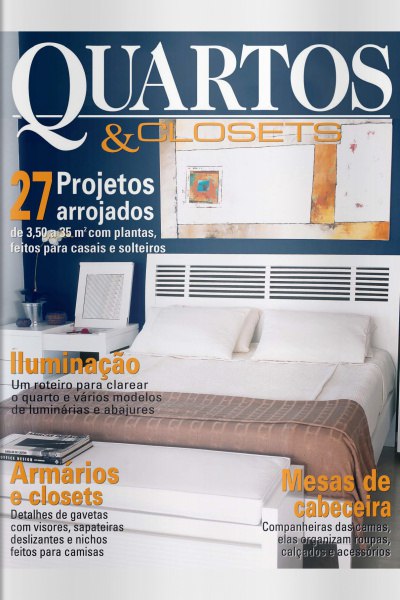 QUARTOS
& CLOSETS
27 Projetos
arrojados
de 3,50 a 35 m² com plantas,
feitos para casais e solteiros
Iluminação
Um roteiro para clarear
o quarto e vários modelos
de luminárias e abajures
Armários
e closets
Detalhes de gavetas
com visores, sapateiras
deslizantes e nichos
feitos para camisas
Mesas de
cabeceira
Companheiras das camas,
elas organizam roupas,
calçados e acessórios